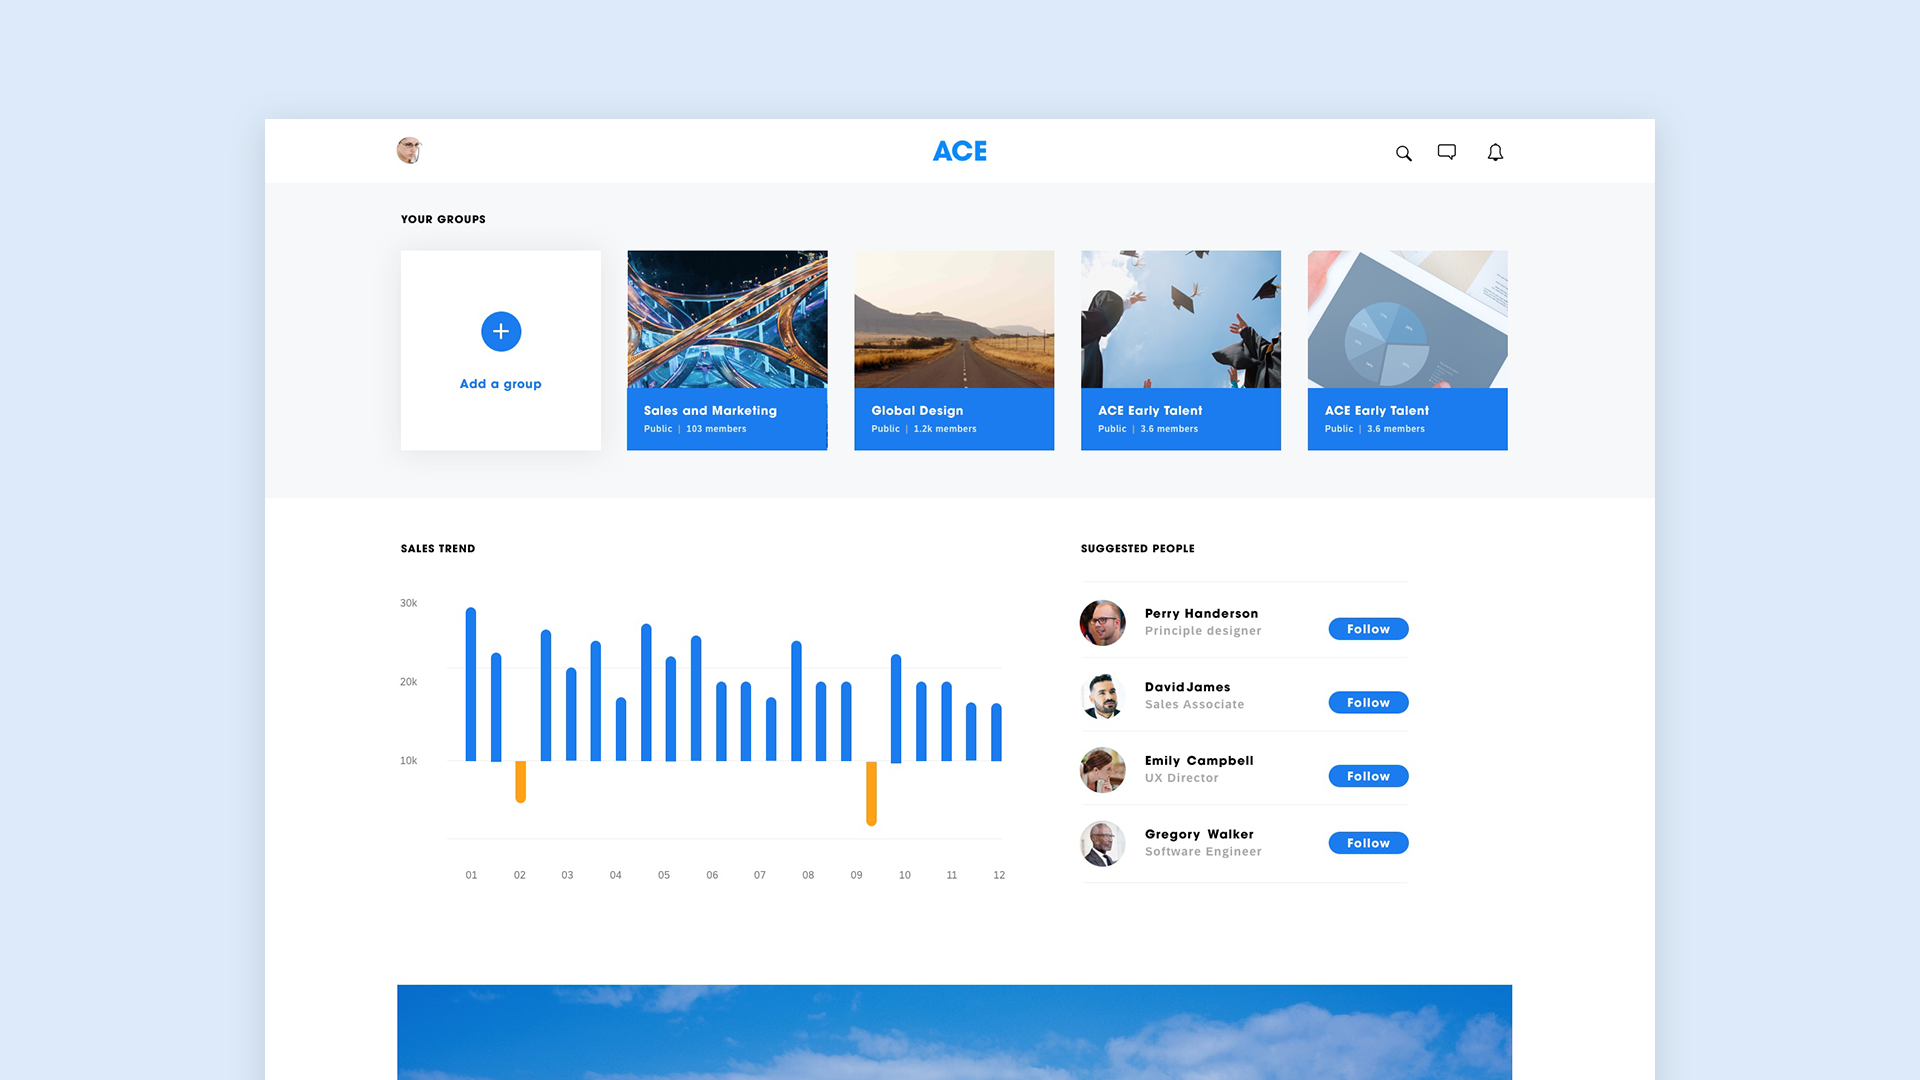 ACE
YOUR GROUPS
Add a group
Sales and Marketing
Public | 103 members
Global Design
Public | 1.2k members
ACE Early Talent
Public | 3.6 members
ACE Early Talent
Public | 3.6 members
SALES TREND
30k
20k
10k
01 02 03 04 05 06 07 08 09 10 11 12
SUGGESTED PEOPLE
Perry Handerson
Principle designer
Follow
David James
Sales Associate
Follow
Emily Campbell
UX Director
Follow
Gregory Walker
Software Engineer
Follow